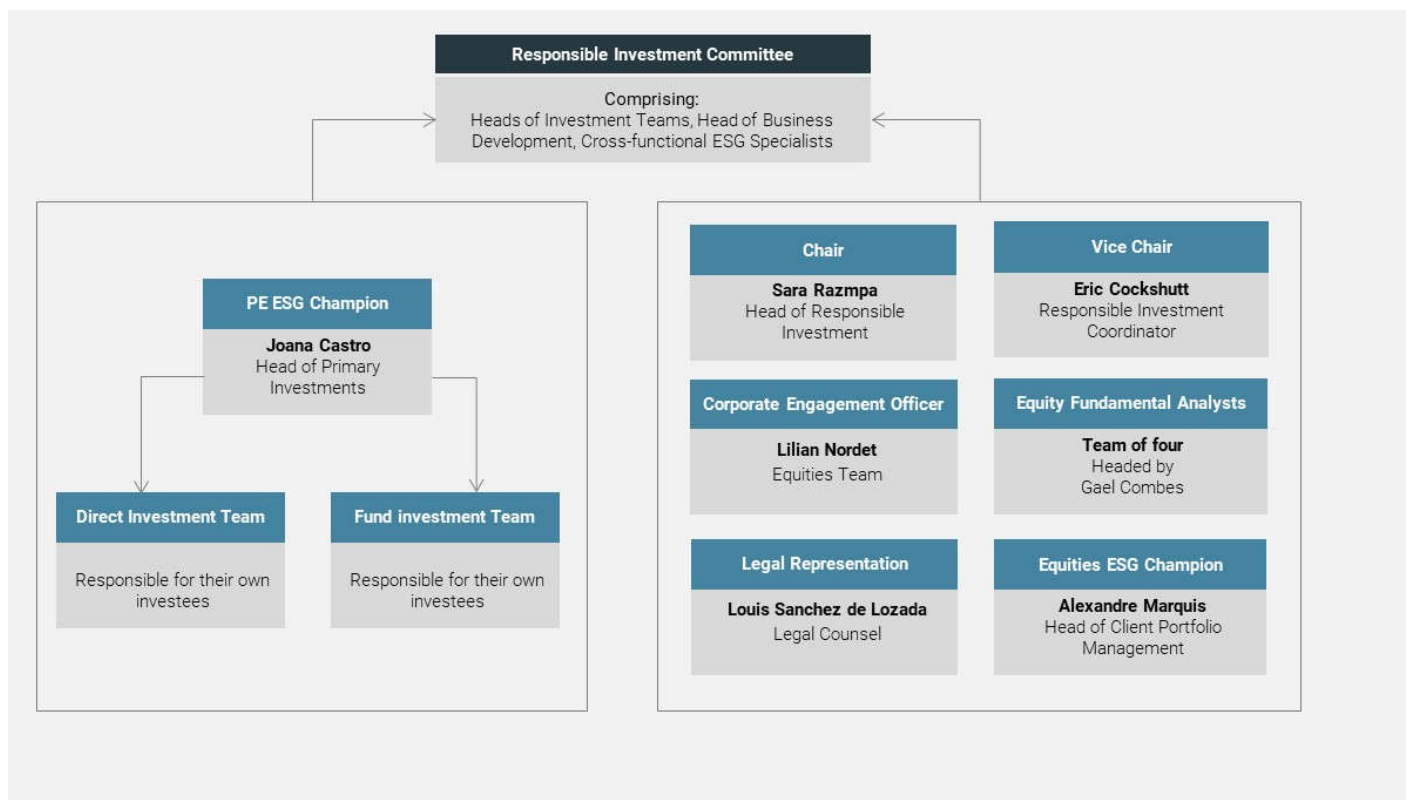 Responsible Investment Committee
Comprising:
Heads of Investment Teams, Head of Business
Development, Cross-functional ESG Specialists
PE ESG Champion
Joana Castro
Head of Primary
Investments
Direct Investment Team
Responsible for their own
investees
Fund investment Team
Responsible for their own
investees
Chair
Sara Razmpa
Head of Responsible
Investment
Vice Chair
Eric Cockshutt
Responsible Investment
Coordinator
Corporate Engagement Officer
Lilian Nordet
Equities Team
Equity Fundamental Analysts
Team of four
Headed by
Gael Combes
Legal Representation
Louis Sanchez de Lozada
Legal Counsel
Equities ESG Champion
Alexandre Marquis
Head of Client Portfolio
Management